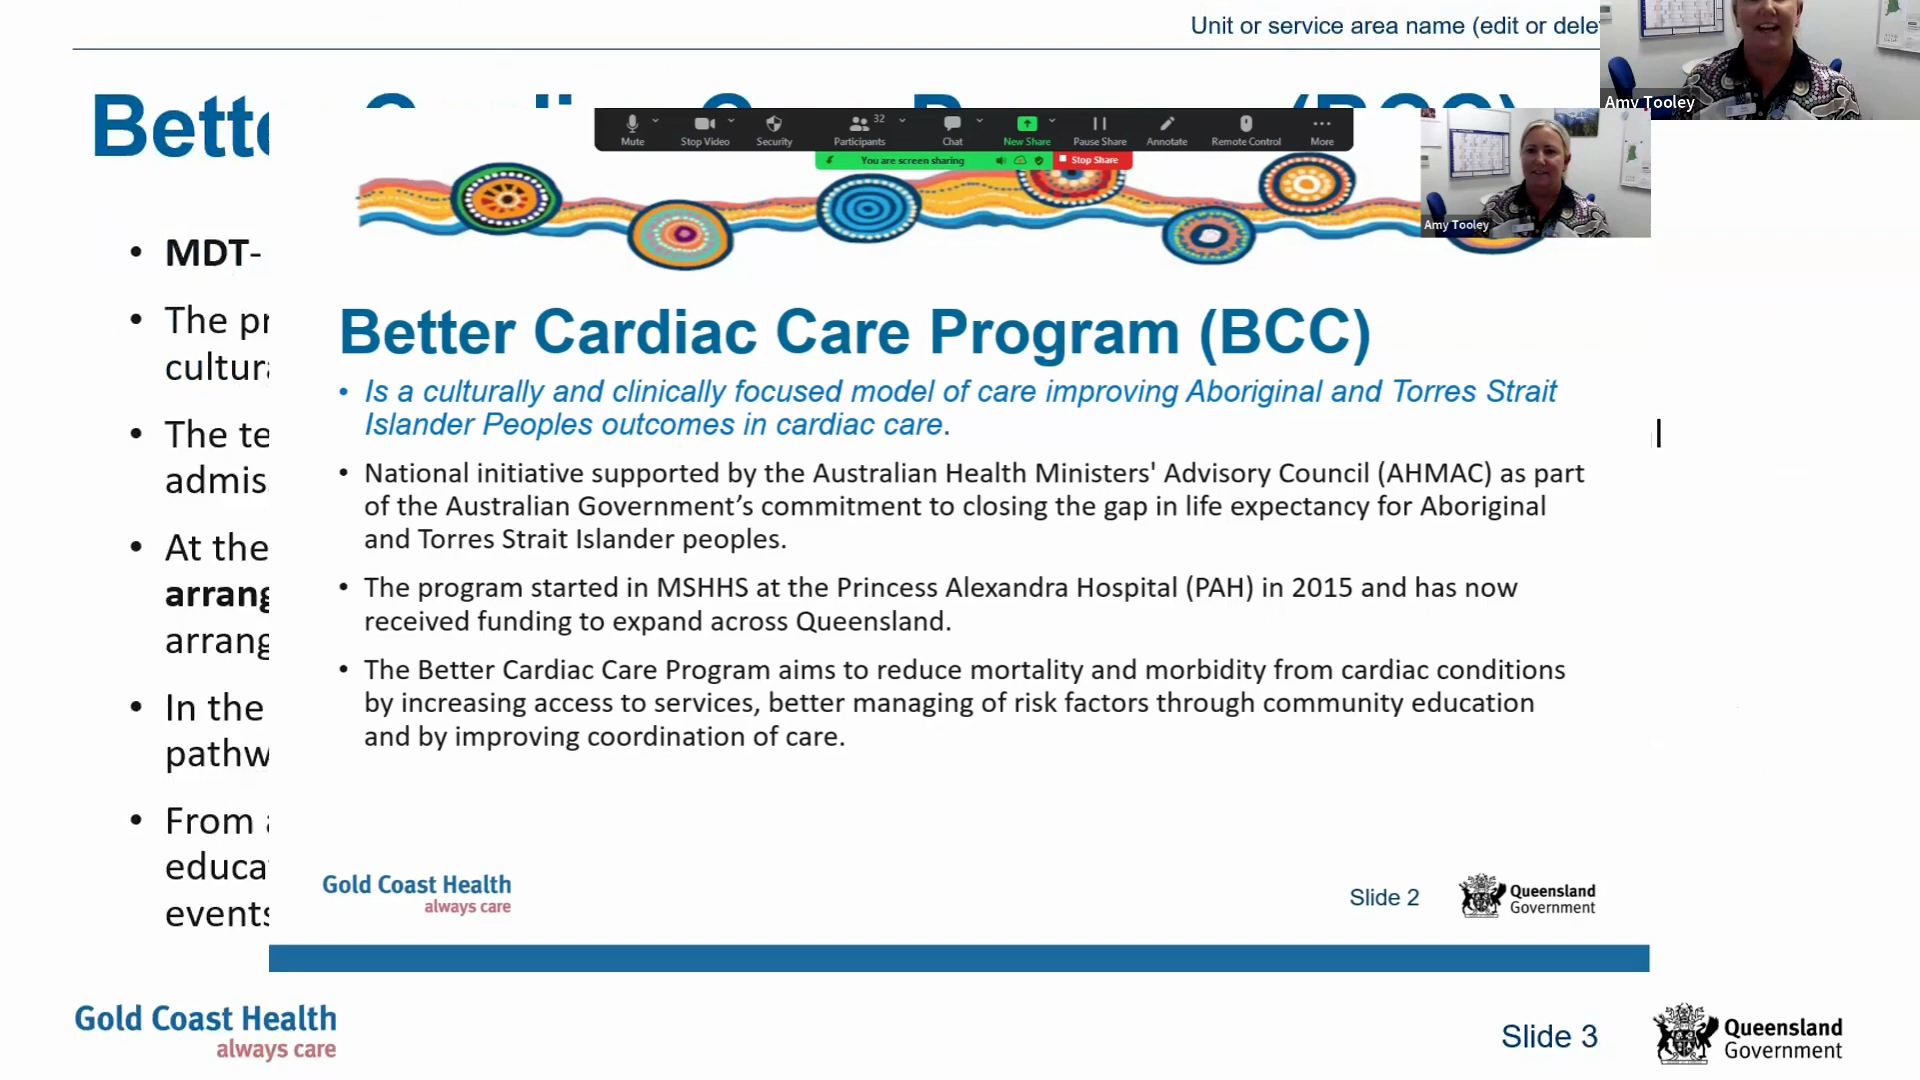 Unit or service area name (edit or dele
Amy Tooley
Bette
Mute
Stop Video
Security
32
Participants
Chat
New Share
Pause Share
Annotate
Remote Control
More
You are screen sharing
Stop Share
Amy Tooley
Better Cardiac Care Program (BCC)
• Is a culturally and clinically focused model of care improving Aboriginal and Torres Strait
Islander Peoples outcomes in cardiac care.
• National initiative supported by the Australian Health Ministers' Advisory Council (AHMAC) as part
of the Australian Government’s commitment to closing the gap in life expectancy for Aboriginal
and Torres Strait Islander peoples.
• The program started in MSHHS at the Princess Alexandra Hospital (PAH) in 2015 and has now
received funding to expand across Queensland.
• The Better Cardiac Care Program aims to reduce mortality and morbidity from cardiac conditions
by increasing access to services, better managing of risk factors through community education
and by improving coordination of care.
Gold Coast Health
always care
Slide 2
Queensland
Government
• MDT-
• The pr
cultura
• The te
admis
• At the
arrang
arrang
• In the
pathw
• From a
educa
events
Gold Coast Health
always care
Slide 3
Queensland
Government